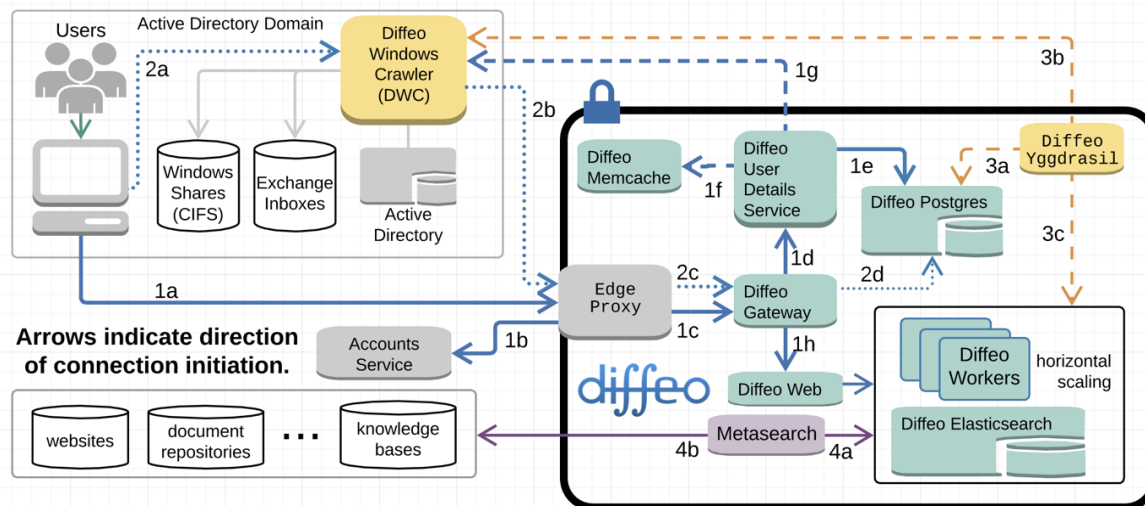 Users
Active Directory Domain
Diffeo
Windows
Crawler
(DWC)
2a
1g
3b
2b
Windows
Shares
(CIFS)
Exchange
Inboxes
Active
Directory
Diffeo
Memcache
1f
Diffeo
User
Details
Service
1e
3a
Diffeo
Yggdrasil
Diffeo Postgres
3c
1d
2d
1a
Edge
Proxy
2c
1c
Diffeo
Gateway
1h
Arrows indicate direction
of connection initiation.
Accounts
Service
1b
diffeo
Diffeo Web
Diffeo
Workers
horizontal
scaling
Diffeo Elasticsearch
websites
document
repositories
...
knowledge
bases
4b
Metasearch
4a